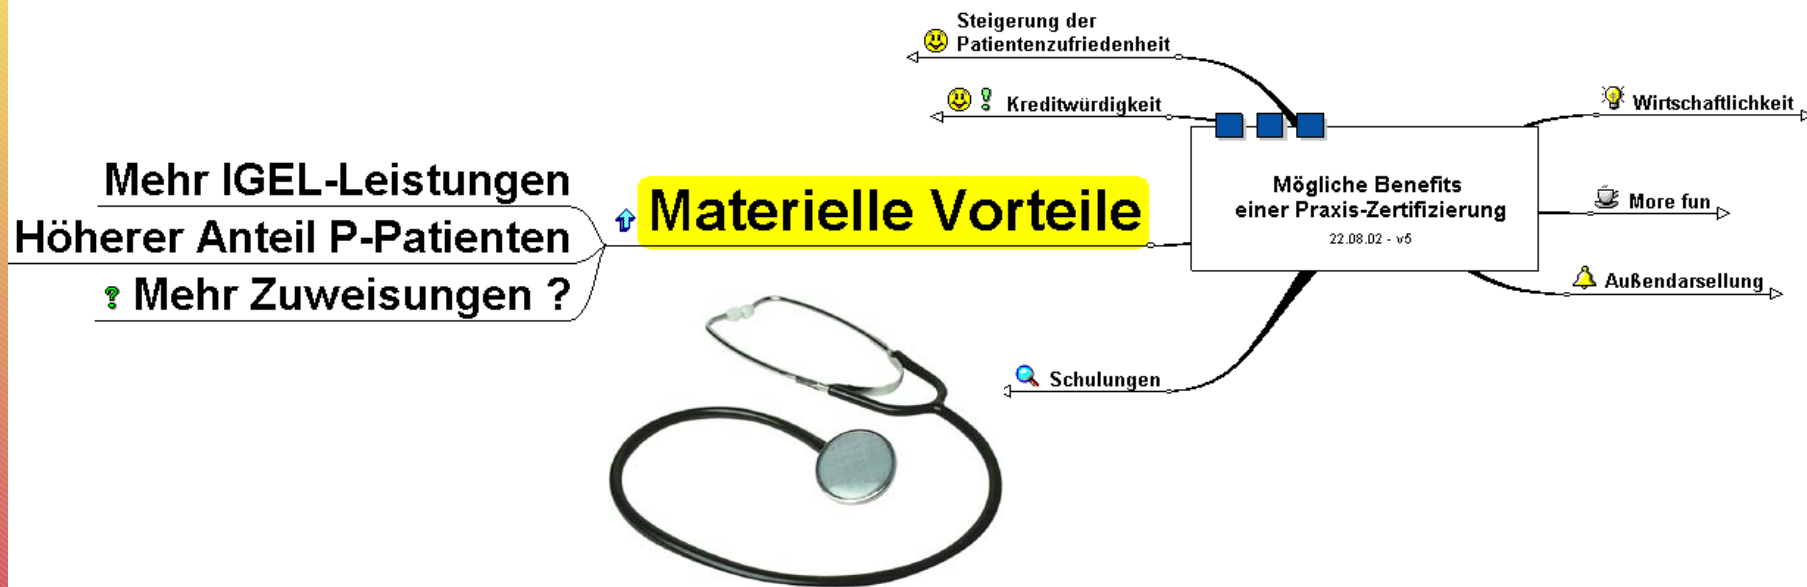 Steigerung der
Patientenzufriedenheit
Kreditwürdigkeit
Mehr IGEL-Leistungen
Höherer Anteil P-Patienten
? Mehr Zuweisungen ?
Materielle Vorteile
Schulungen
Mögliche Benefits
einer Praxis-Zertifizierung
22.08.02 - v5
Wirtschaftlichkeit
More fun
Außendarsellung